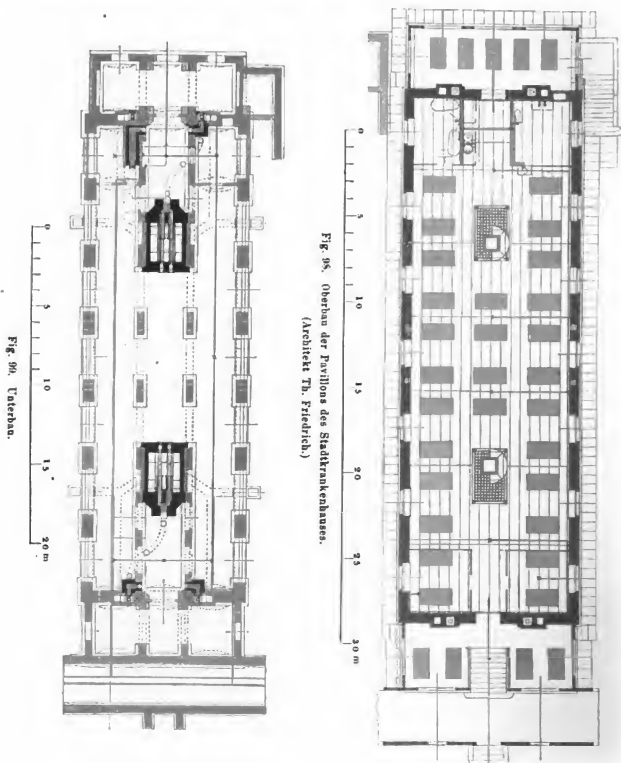 Fig. 98. Oberbau der Pavillons des Stadtkrankenhauses.
(Architekt Th. Friedrich.)
0 5 10 15 20 25 30 m
Fig. 99. Unterbau.
0 5 10 15 20 m